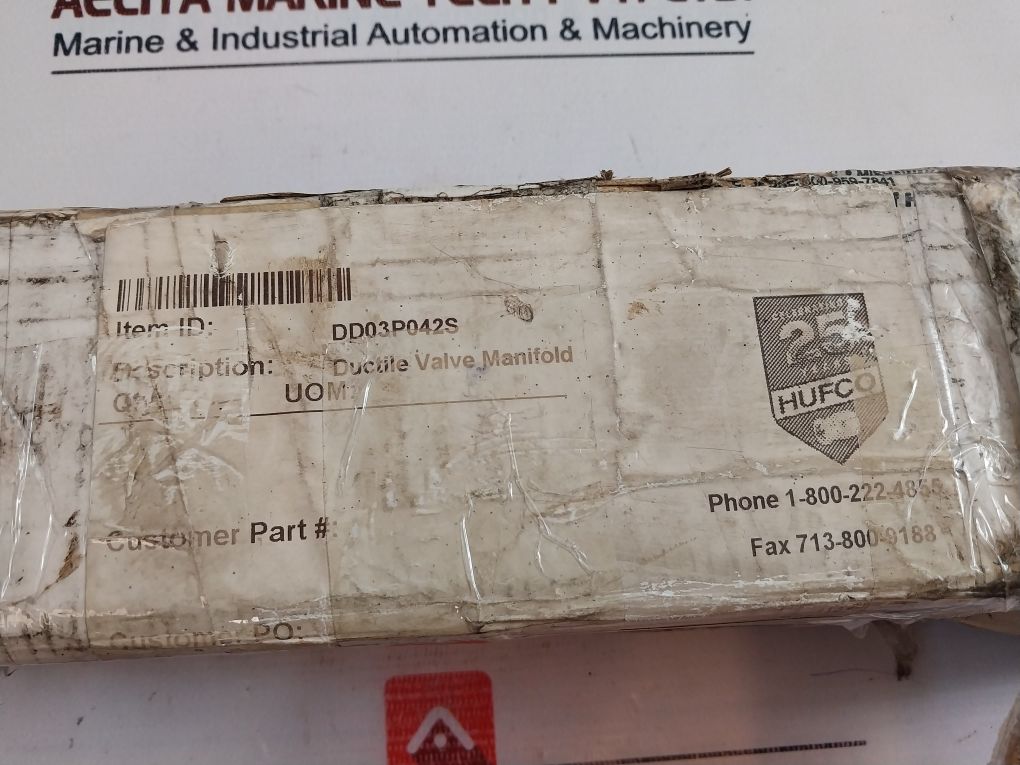 Marine & Industrial Automation & Machinery
Item ID: DD03P042S
Description: Ductile Valve Manifold
UOM:
25
HUFCO
Customer Part #:
Phone 1-800-222-
Fax 713-800-9188
Customer PO: